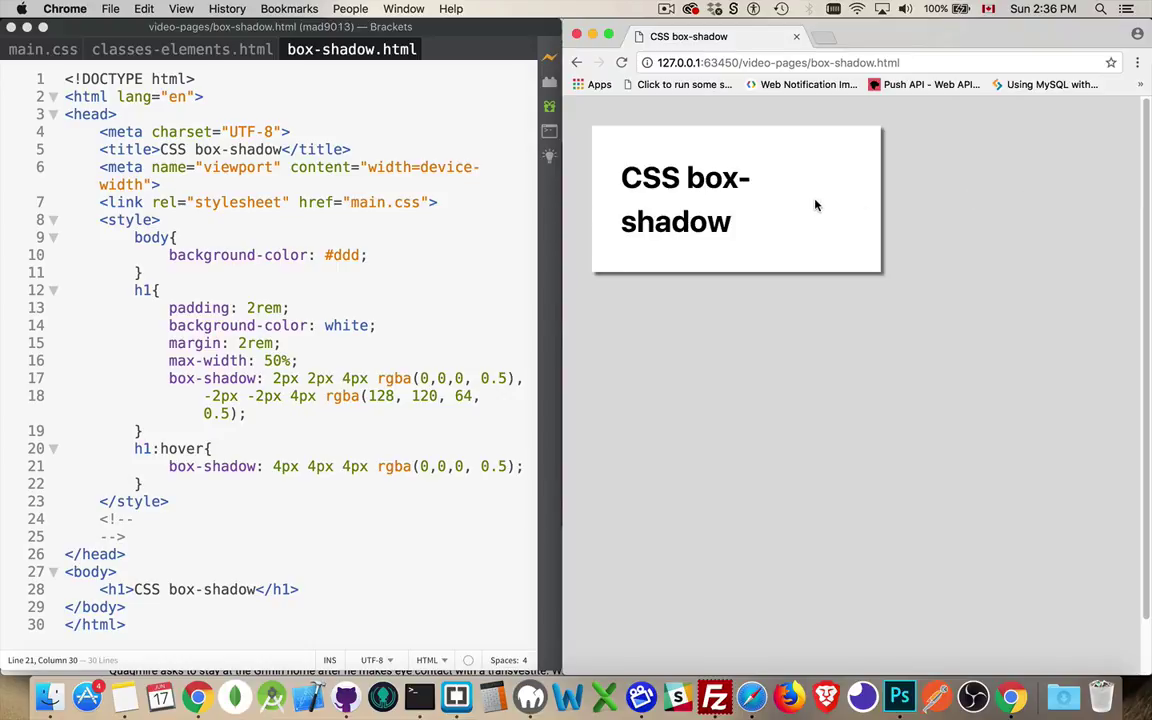 Chrome File Edit View History Bookmarks People Window Help
100% Sun 2:36 PM
video-pages/box-shadow.html (mad9013) — Brackets
main.css classes-elements.html box-shadow.html
1 <!DOCTYPE html>
2 <html lang="en">
3 <head>
4 <meta charset="UTF-8">
5 <title>CSS box-shadow</title>
6 <meta name="viewport" content="width=device-
width">
7 <link rel="stylesheet" href="main.css">
8 <style>
9 body{
10 background-color: #ddd;
11 }
12 h1{
13 padding: 2rem;
14 background-color: white;
15 margin: 2rem;
16 max-width: 50%;
17 box-shadow: 2px 2px 4px rgba(0,0,0, 0.5),
18 -2px -2px 4px rgba(128, 120, 64,
0.5);
19 }
20 h1:hover{
21 box-shadow: 4px 4px 4px rgba(0,0,0, 0.5);
22 }
23 </style>
24 <!--
25 -->
26 </head>
27 <body>
28 <h1>CSS box-shadow</h1>
29 </body>
30 </html>
Line 21, Column 30 — 30 Lines
INS UTF-8 HTML Spaces: 4
CSS box-shadow
127.0.0.1:63450/video-pages/box-shadow.html
Apps Click to run some s... Web Notification Im... Push API - Web API... Using MySQL with... »
CSS box-
shadow
Quagmire asks to stay at the Griffin home after he makes eye contact with a transvestite. W
4
JUN
17
Ps